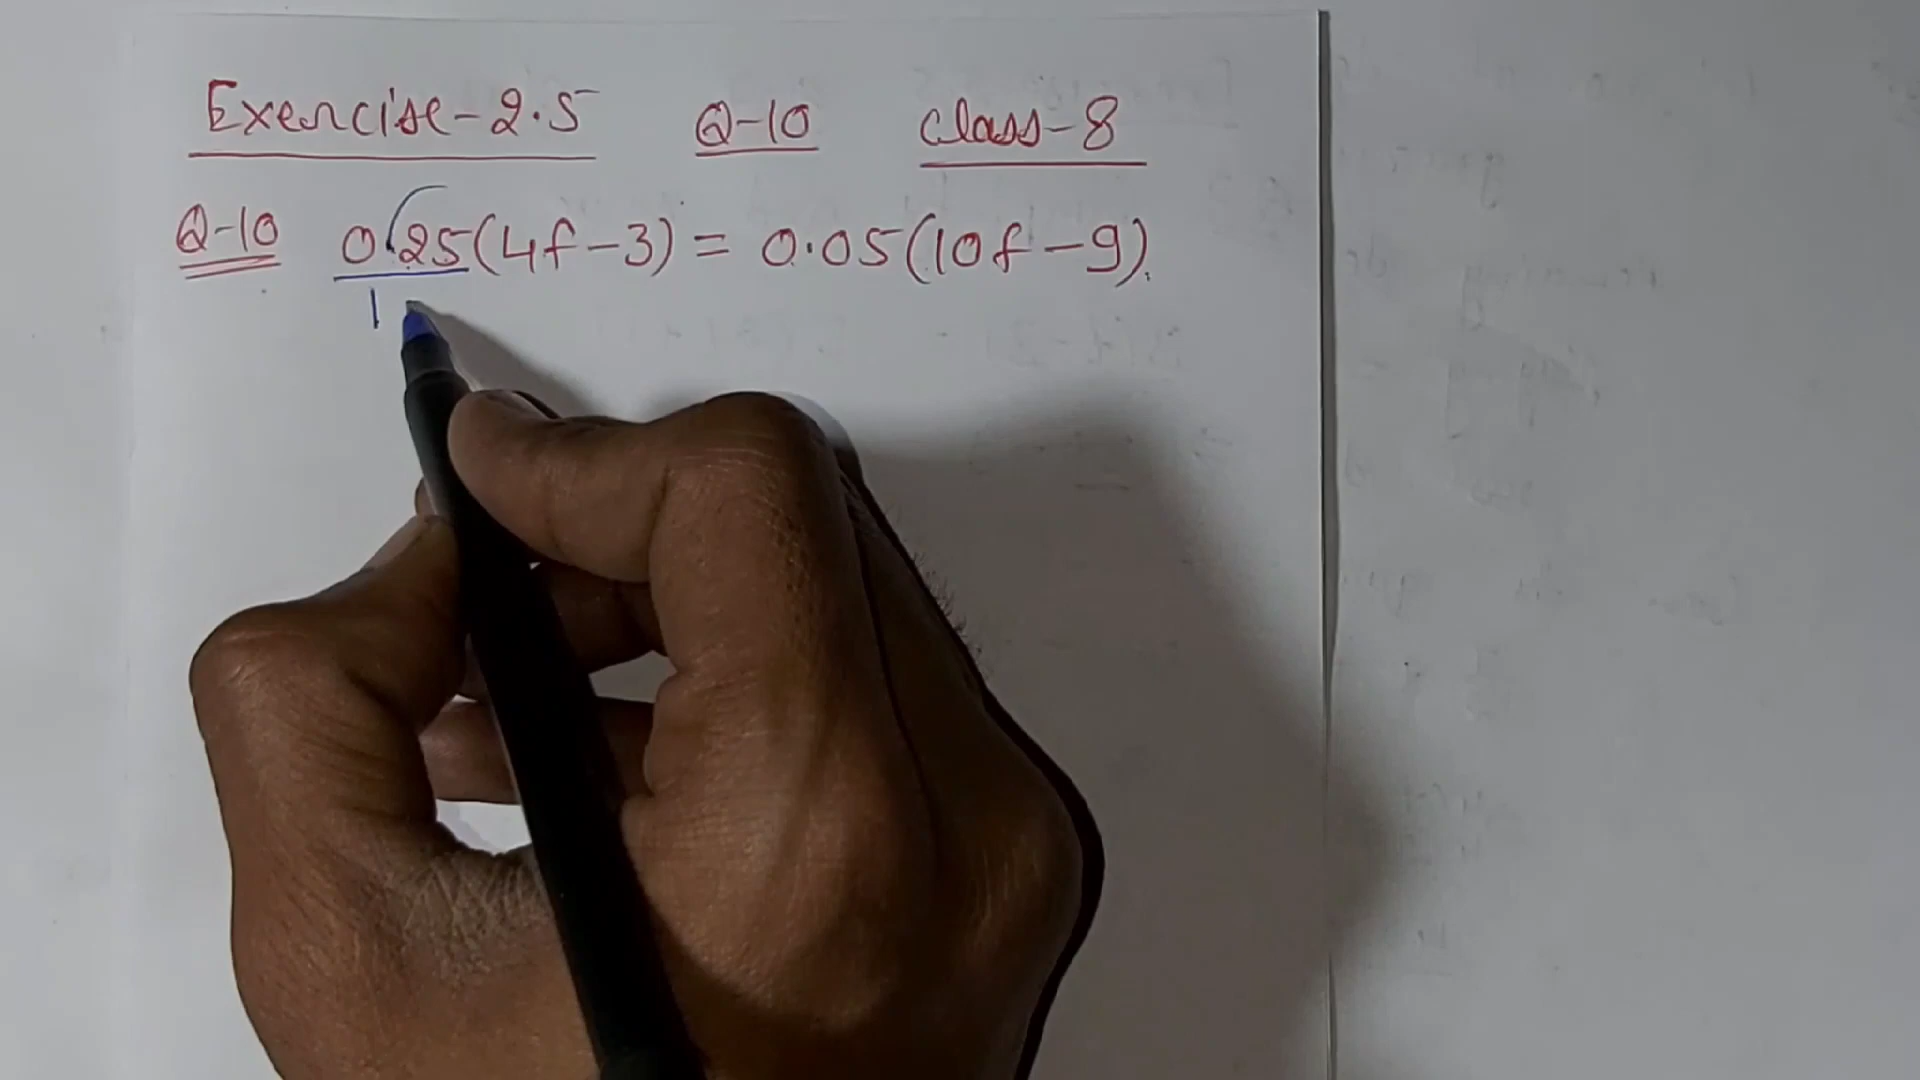 Exercise-2.5 Q-10 Class-8
Q-10 0.25(4f-3) = 0.05(10f-9).
1